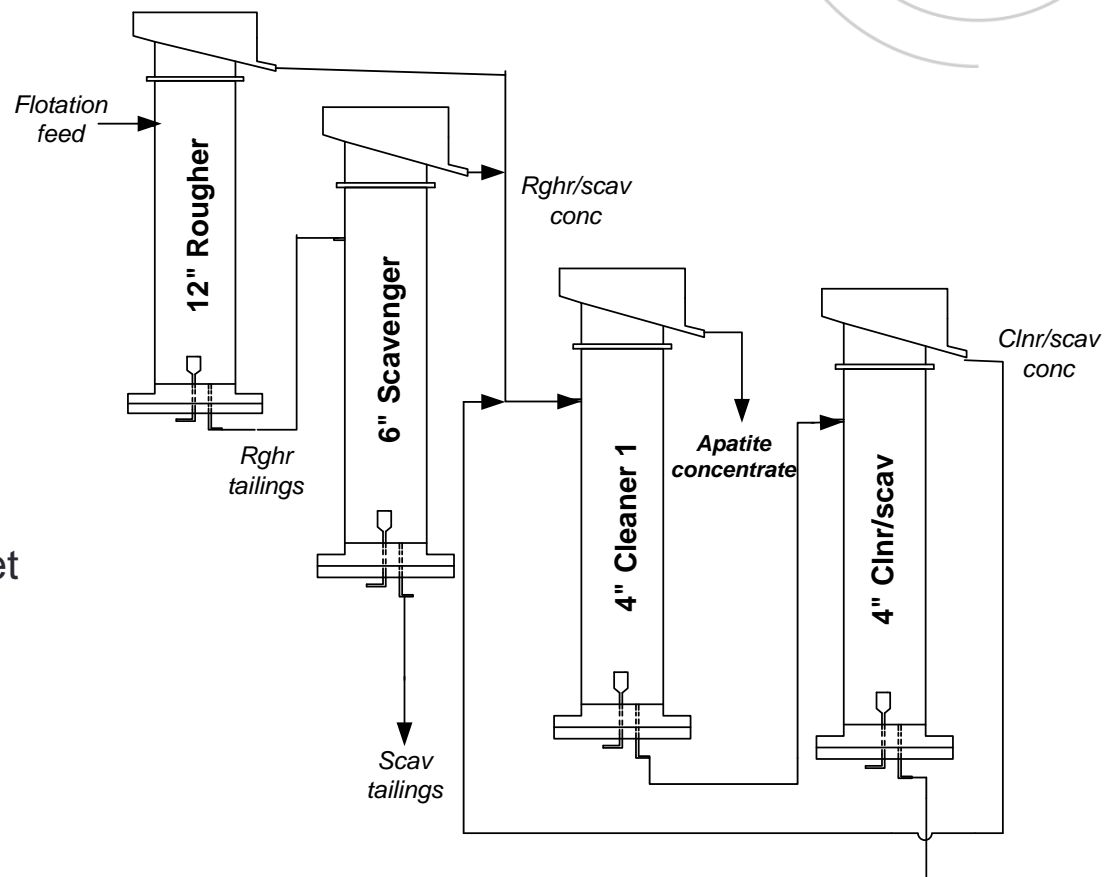 Flotation
feed
12" Rougher
6" Scavenger
Rghr/scav
conc
Rghr
tailings
Scav
tailings
4" Cleaner 1
Apatite
concentrate
4" Clnr/scav
Clnr/scav
conc
et